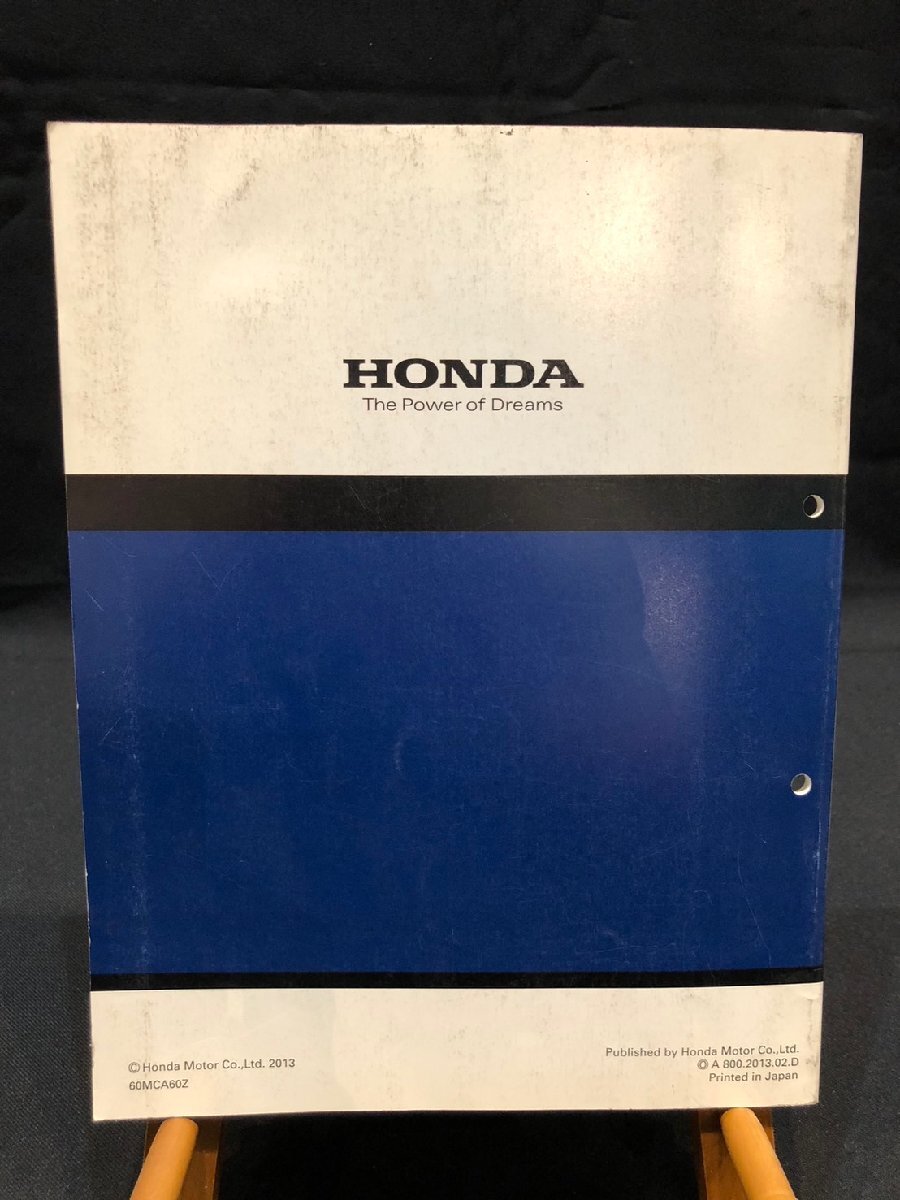 HONDA
The Power of Dreams
©Honda Motor Co.,Ltd. 2013
60MCA60Z
Published by Honda Motor Co.,Ltd.
Ⓞ A 800.2013.02.D
Printed in Japan